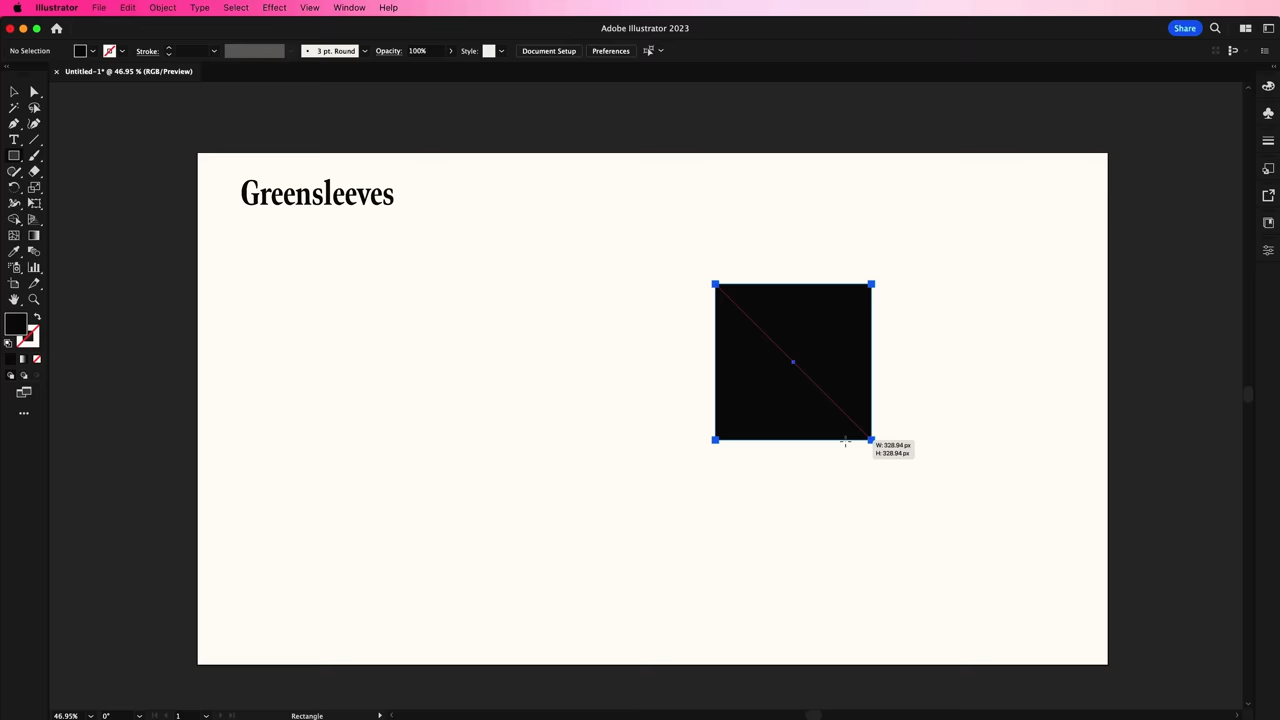 Illustrator File Edit Object Type Select Effect View Window Help
Adobe Illustrator 2023
Share
No Selection
Stroke:
3 pt. Round
Opacity: 100%
Style:
Document Setup
Preferences
× Untitled-1* @ 46.95 % (RGB/Preview)
Greensleeves
W: 328.94 px
H: 328.94 px
46.95%
0°
1
Rectangle